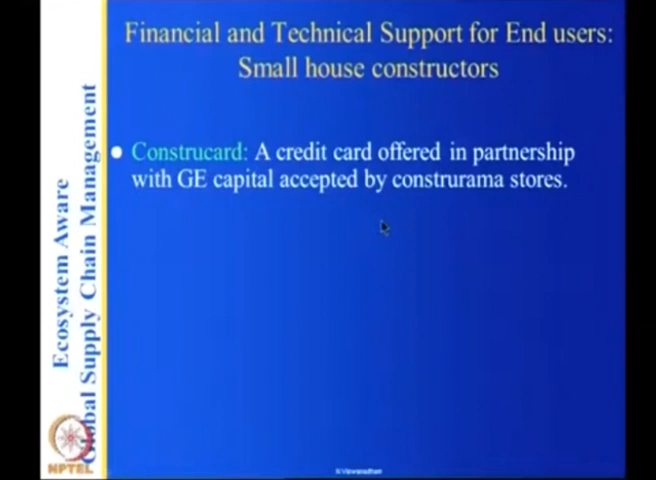 Financial and Technical Support for End users:
Small house constructors
Construcard: A credit card offered in partnership
with GE capital accepted by construrama stores.
Ecosystem Aware
Global Supply Chain Management
NPTEL
N.Viswanadham